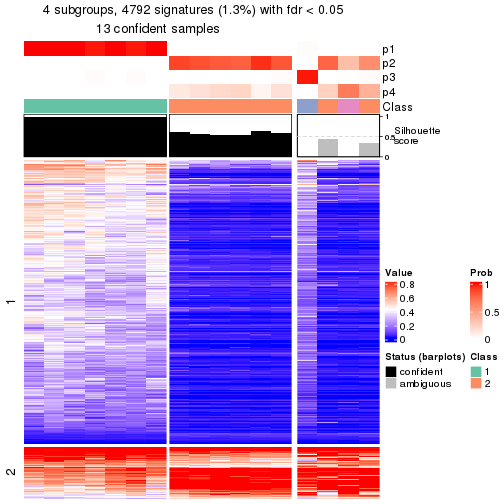 4 subgroups, 4792 signatures (1.3%) with fdr < 0.05
13 confident samples
p1
p2
p3
p4
Class
1
0.5
0
Silhouette
score
1
2
Value
0.8
0.6
0.4
0.2
0
Prob
1
0.5
0
Status (barplots)
confident
ambiguous
Class
1
2